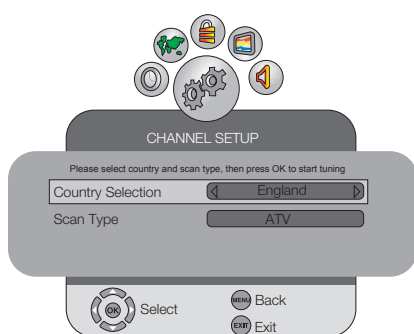 CHANNEL SETUP
Please select country and scan type, then press OK to start tuning
Country Selection England
Scan Type ATV
OK Select MENU Back
EXIT Exit